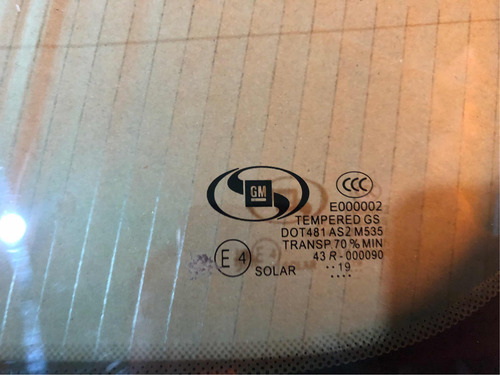 GM
CCC
E000002
TEMPERED GS
DOT481 AS2 M535
TRANSP 70 % MIN
43 R - 000090
E 4
SOLAR
··19
····